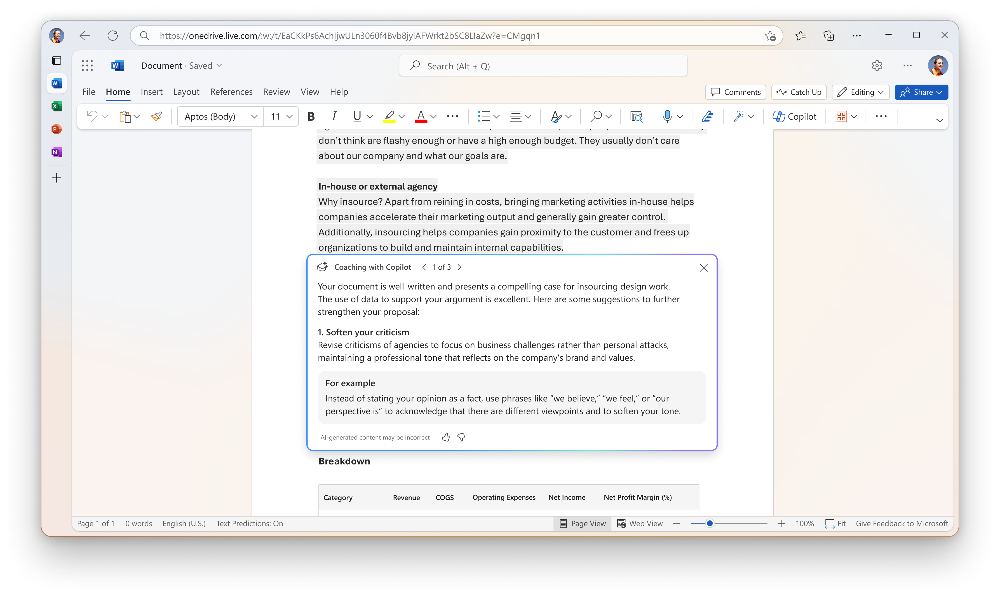 https://onedrive.live.com/:w:/t/EaCKkPs6AchIjwULn3060f4Bvb8jylAFWrkt2bSC8LlaZw?e=CMgqn1
Document · Saved
Search (Alt + Q)
File Home Insert Layout References Review View Help
Comments Catch Up Editing Share
Aptos (Body) 11 B I U A Copilot
don’t think are flashy enough or have a high enough budget. They usually don’t care
about our company and what our goals are.
In-house or external agency
Why insource? Apart from reining in costs, bringing marketing activities in-house helps
companies accelerate their marketing output and generally gain greater control.
Additionally, insourcing helps companies gain proximity to the customer and frees up
organizations to build and maintain internal capabilities.
Coaching with Copilot 1 of 3
Your document is well-written and presents a compelling case for insourcing design work.
The use of data to support your argument is excellent. Here are some suggestions to further
strengthen your proposal:
1. Soften your criticism
Revise criticisms of agencies to focus on business challenges rather than personal attacks,
maintaining a professional tone that reflects on the company's brand and values.
For example
Instead of stating your opinion as a fact, use phrases like “we believe,” “we feel,” or “our
perspective is” to acknowledge that there are different viewpoints and to soften your tone.
AI-generated content may be incorrect
Breakdown
Category Revenue COGS Operating Expenses Net Income Net Profit Margin (%)
Page 1 of 1 0 words English (U.S.) Text Predictions: On Page View Web View 100% Fit Give Feedback to Microsoft